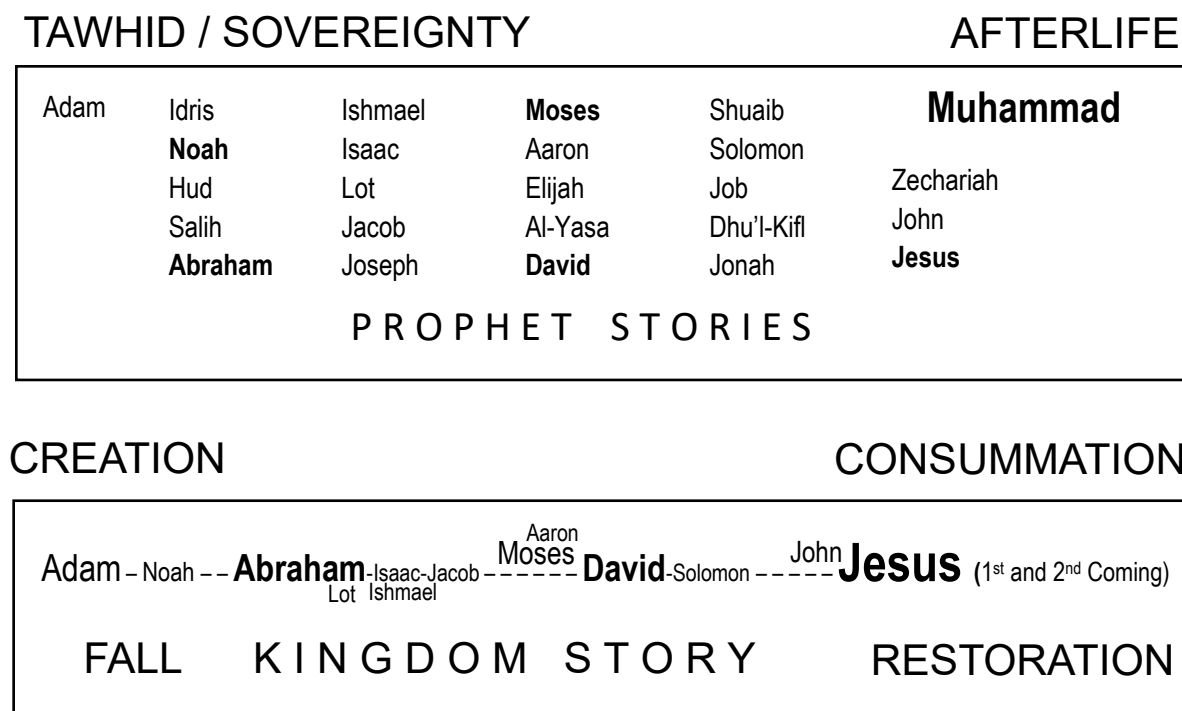 TAWHID / SOVEREIGNTY AFTERLIFE
Adam Idris Ishmael Moses Shuaib Muhammad
Noah Isaac Aaron Solomon
Hud Lot Elijah Job Zechariah
Salih Jacob Al-Yasa Dhu’l-Kifl John
Abraham Joseph David Jonah Jesus
PROPHET STORIES
CREATION CONSUMMATION
Aaron
Adam – Noah – – Abraham-Isaac-Jacob – – – – – – Moses David-Solomon – – – – – John Jesus (1st and 2nd Coming)
Lot Ishmael
FALL KINGDOM STORY RESTORATION